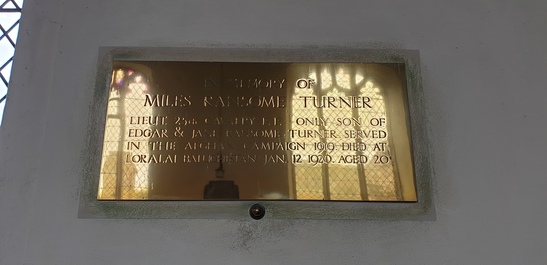 IN MEMORY OF
MILES RANSOME TURNER
LIEUT. 25TH CAVALRY F.F. ONLY SON OF
EDGAR & JANE RANSOME TURNER SERVED
IN THE AFGHAN CAMPAIGN 1919. DIED AT
LORALAI BALUCHISTAN JAN. 12 1920. AGED 20